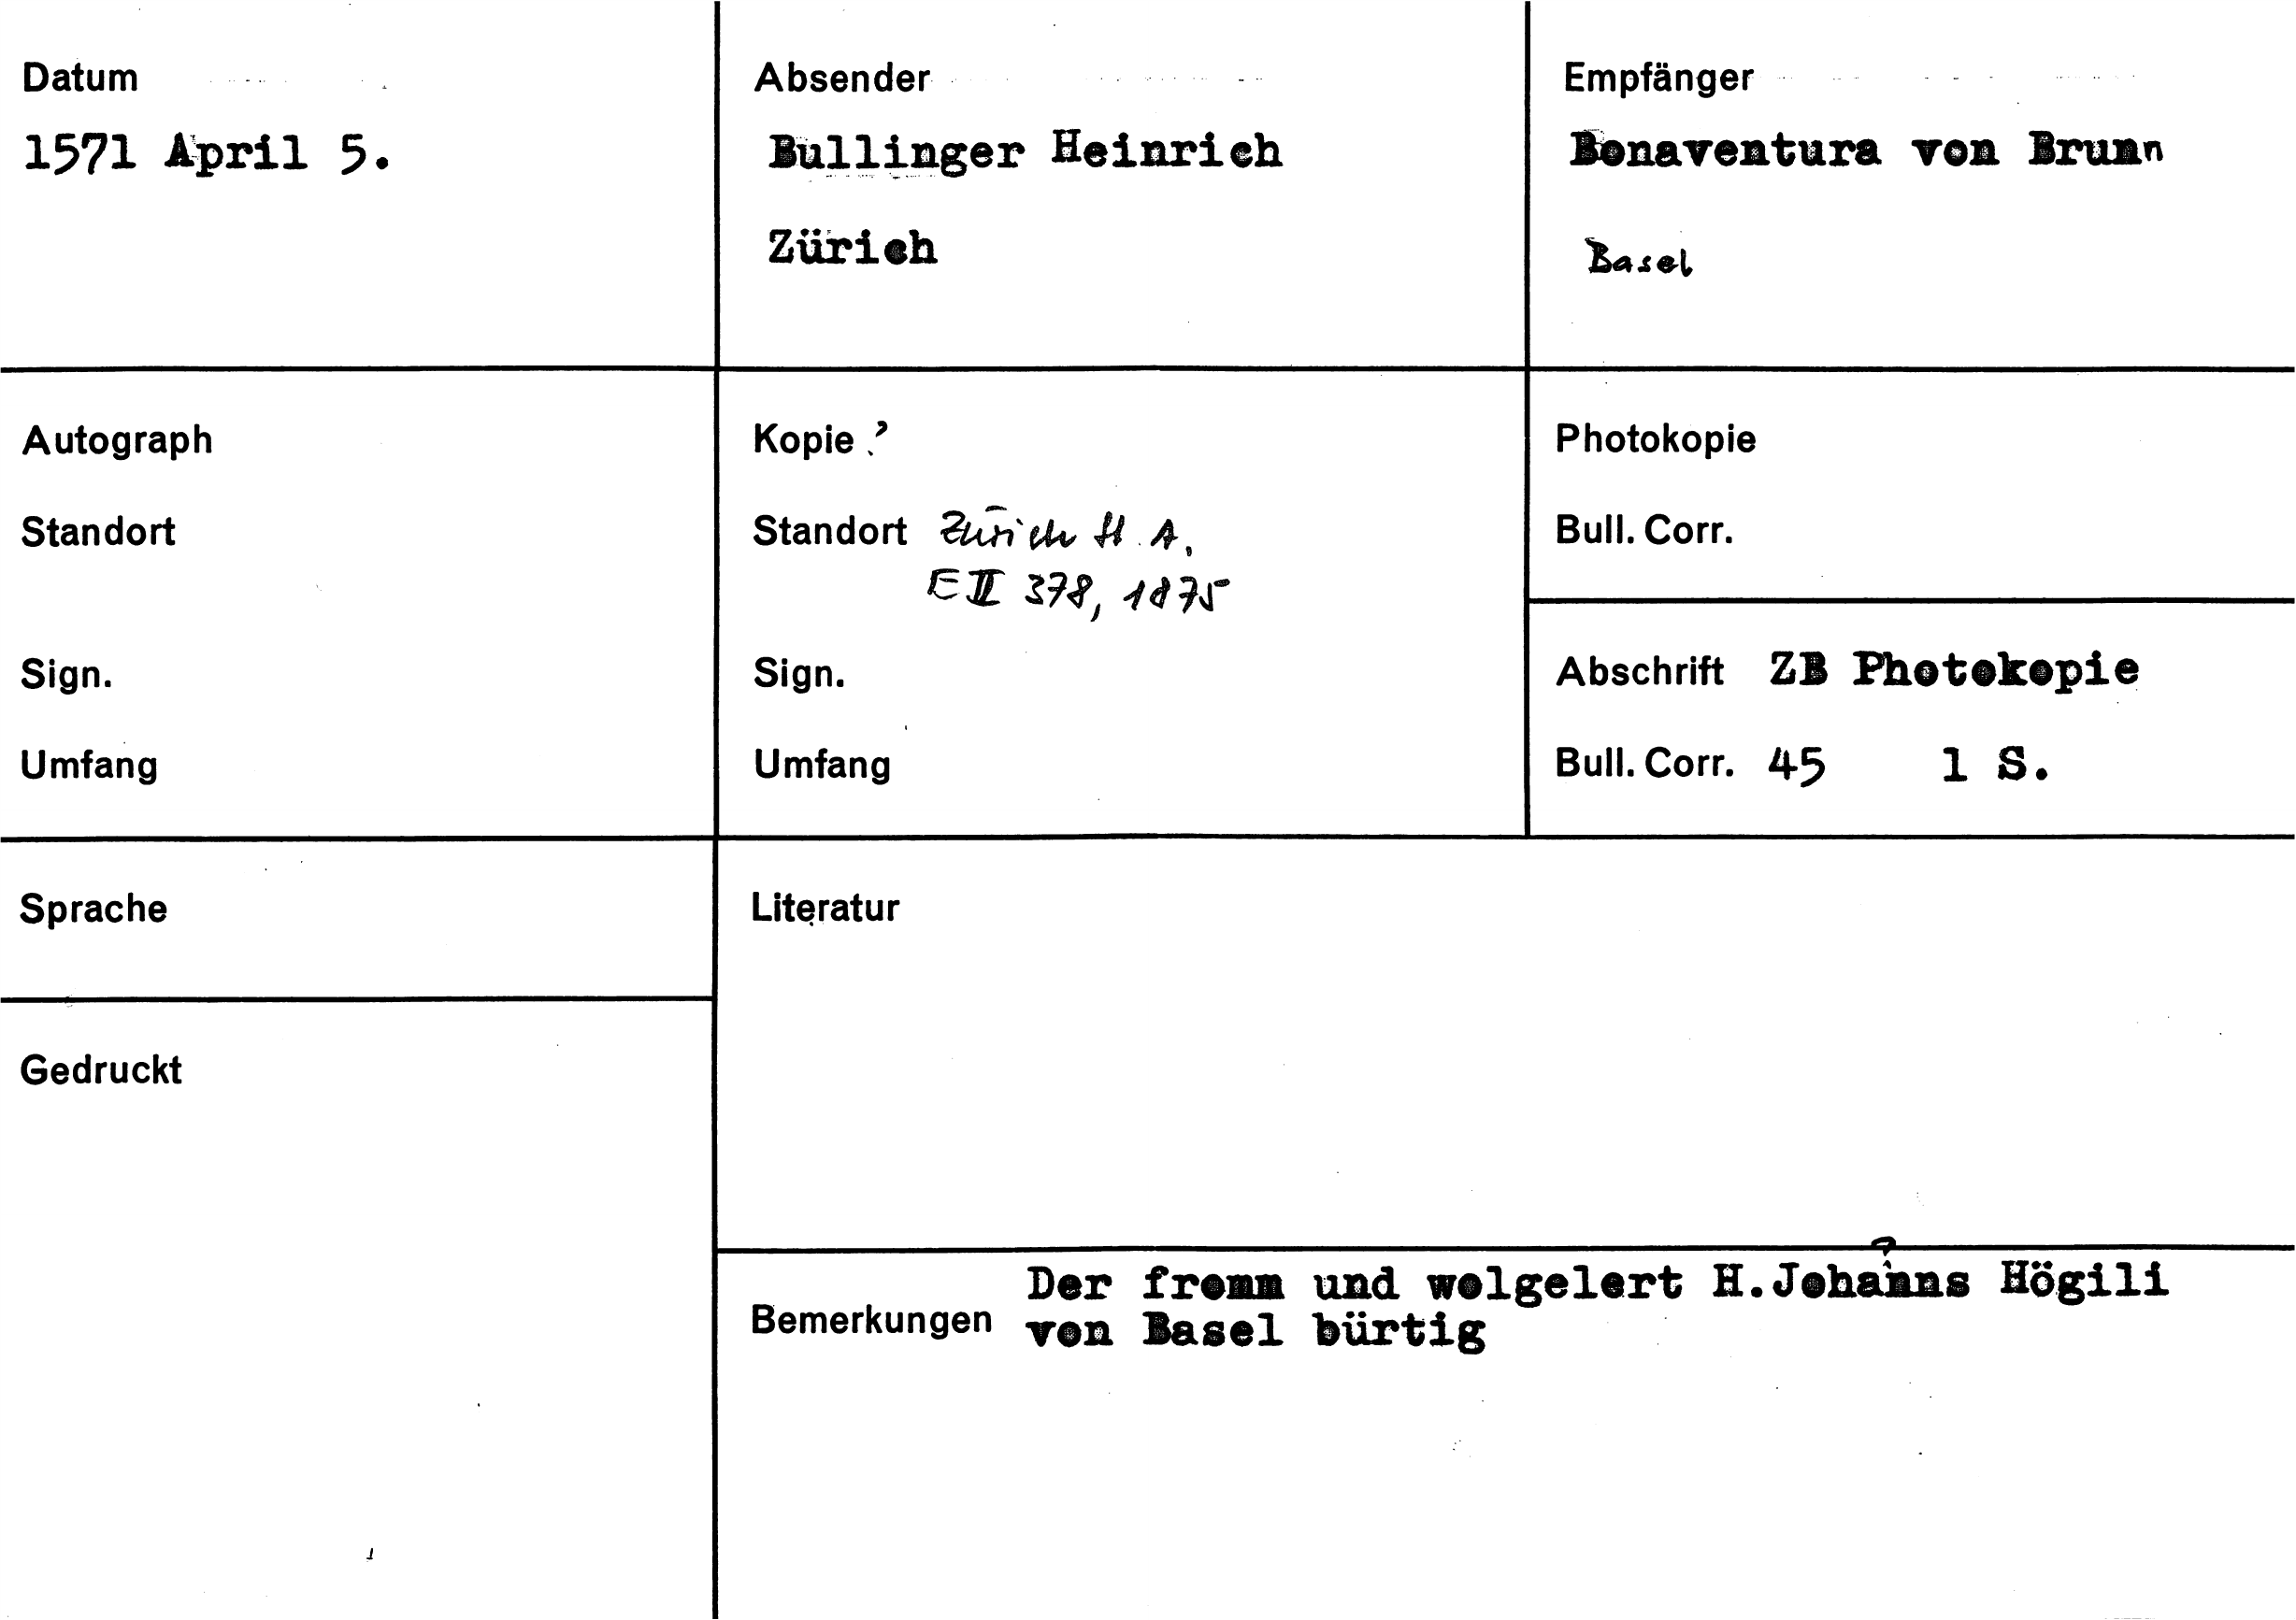 Datum
1571 April 5.
Absender
Bullinger Heinrich
Zürich
Empfänger
Bonaventura von Brunn
Basel
Autograph
Standort
Sign.
Umfang
Kopie ?
Standort Zürich St. A.
E II 378, 1875
Sign.
Umfang
Photokopie
Bull. Corr.
Abschrift ZB Photokopie
Bull. Corr. 45 1 S.
Sprache
Gedruckt
Literatur
Bemerkungen
?
Der fromm und wolgelert H.Johanns Högili
von Basel bürtig